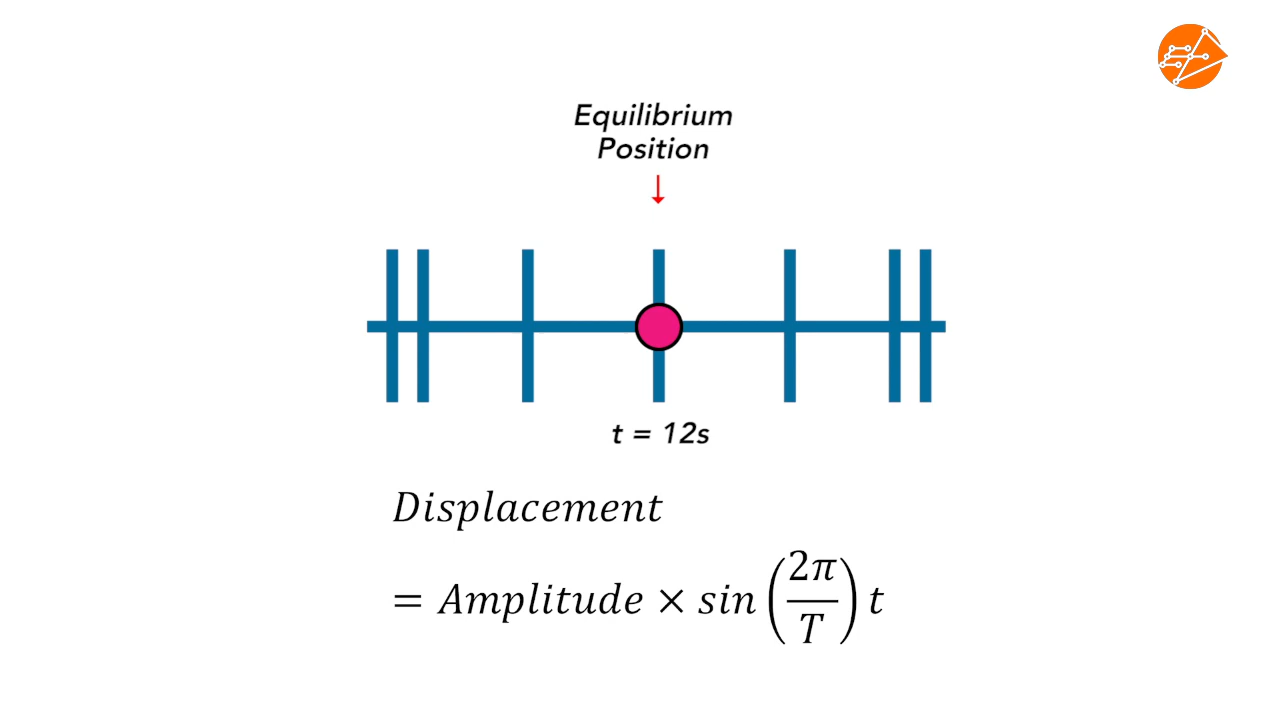 Equilibrium
Position
t = 12s
Displacement
= Amplitude × sin (2π/T) t